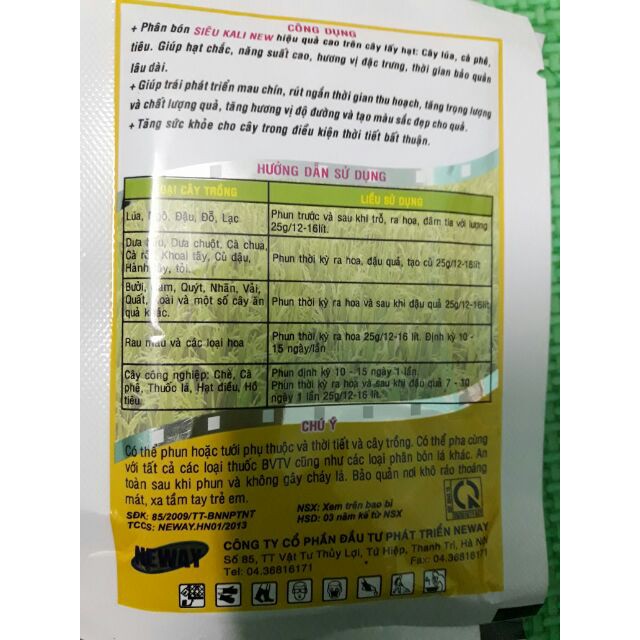 CÔNG DỤNG
+ Phân bón SIÊU KALI NEW hiệu quả cao trên cây lấy hạt: Cây lúa, cà phê,
tiêu. Giúp hạt chắc, năng suất cao, hương vị đặc trưng, thời gian bảo quản
lâu dài.
+ Giúp trái phát triển mau chín, rút ngắn thời gian thu hoạch, tăng trọng lượng
và chất lượng quả, tăng hương vị độ đường và tạo màu sắc đẹp cho quả.
+ Tăng sức khỏe cho cây trong điều kiện thời tiết bất thuận.
HƯỚNG DẪN SỬ DỤNG
LOẠI CÂY TRỒNG
LIỀU SỬ DỤNG
Lúa, Ngô, Đậu, Đỗ, Lạc
Phun trước và sau khi trỗ, ra hoa, đâm tia với lượng
25g/12-16lít.
Dưa hấu, Dưa chuột, Cà chua,
Cà rốt, Khoai tây, Củ đậu,
Hành tây, tỏi..
Phun thời kỳ ra hoa, đậu quả, tạo củ 25g/12-16lít
Bưởi, Cam, Quýt, Nhãn, Vải,
Quất, Xoài và một số cây ăn
quả khác.
Phun thời kỳ ra hoa và sau khi đậu quả 25g/12-16lít
Rau màu và các loại hoa
Phun thời kỳ ra hoa 25g/12-16 lít. Định kỳ 10 -
15 ngày/lần
Cây công nghiệp: Chè, Cà
phê, Thuốc lá, Hạt điều, Hồ
tiêu
Phun định kỳ 10 - 15 ngày 1 lần.
Phun thời kỳ ra hoa và sau khi đậu quả 7 - 10
ngày 1 lần 25g/12-16 lít.
CHÚ Ý
Có thể phun hoặc tưới phụ thuộc và thời tiết và cây trồng. Có thể pha cùng
với tất cả các loại thuốc BVTV cũng như các loại phân bón lá khác. An
toàn sau khi phun và không gây cháy lá. Bảo quản nơi khô ráo thoáng
mát, xa tầm tay trẻ em.
SĐK: 85/2009/TT-BNNPTNT
TCCS: NEWAY.HN01/2013
NSX: Xem trên bao bì
HSD: 03 năm kể từ NSX
NEWAY
CÔNG TY CỔ PHẦN ĐẦU TƯ PHÁT TRIỂN NEWAY
Số 85, TT Vật Tư Thủy Lợi, Tứ Hiệp, Thanh Trì, Hà Nội
Tel: 04.36816171
Fax: 04.36816171